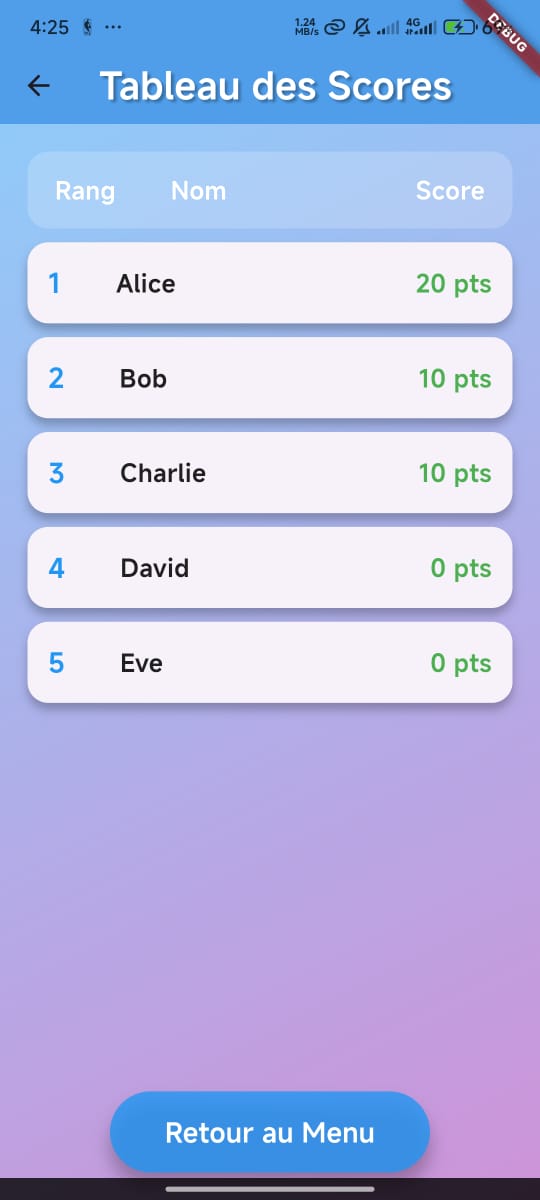 4:25 ... 1.24 MB/s 4G
DEBUG
Tableau des Scores
Rang Nom Score
1 Alice 20 pts
2 Bob 10 pts
3 Charlie 10 pts
4 David 0 pts
5 Eve 0 pts
Retour au Menu